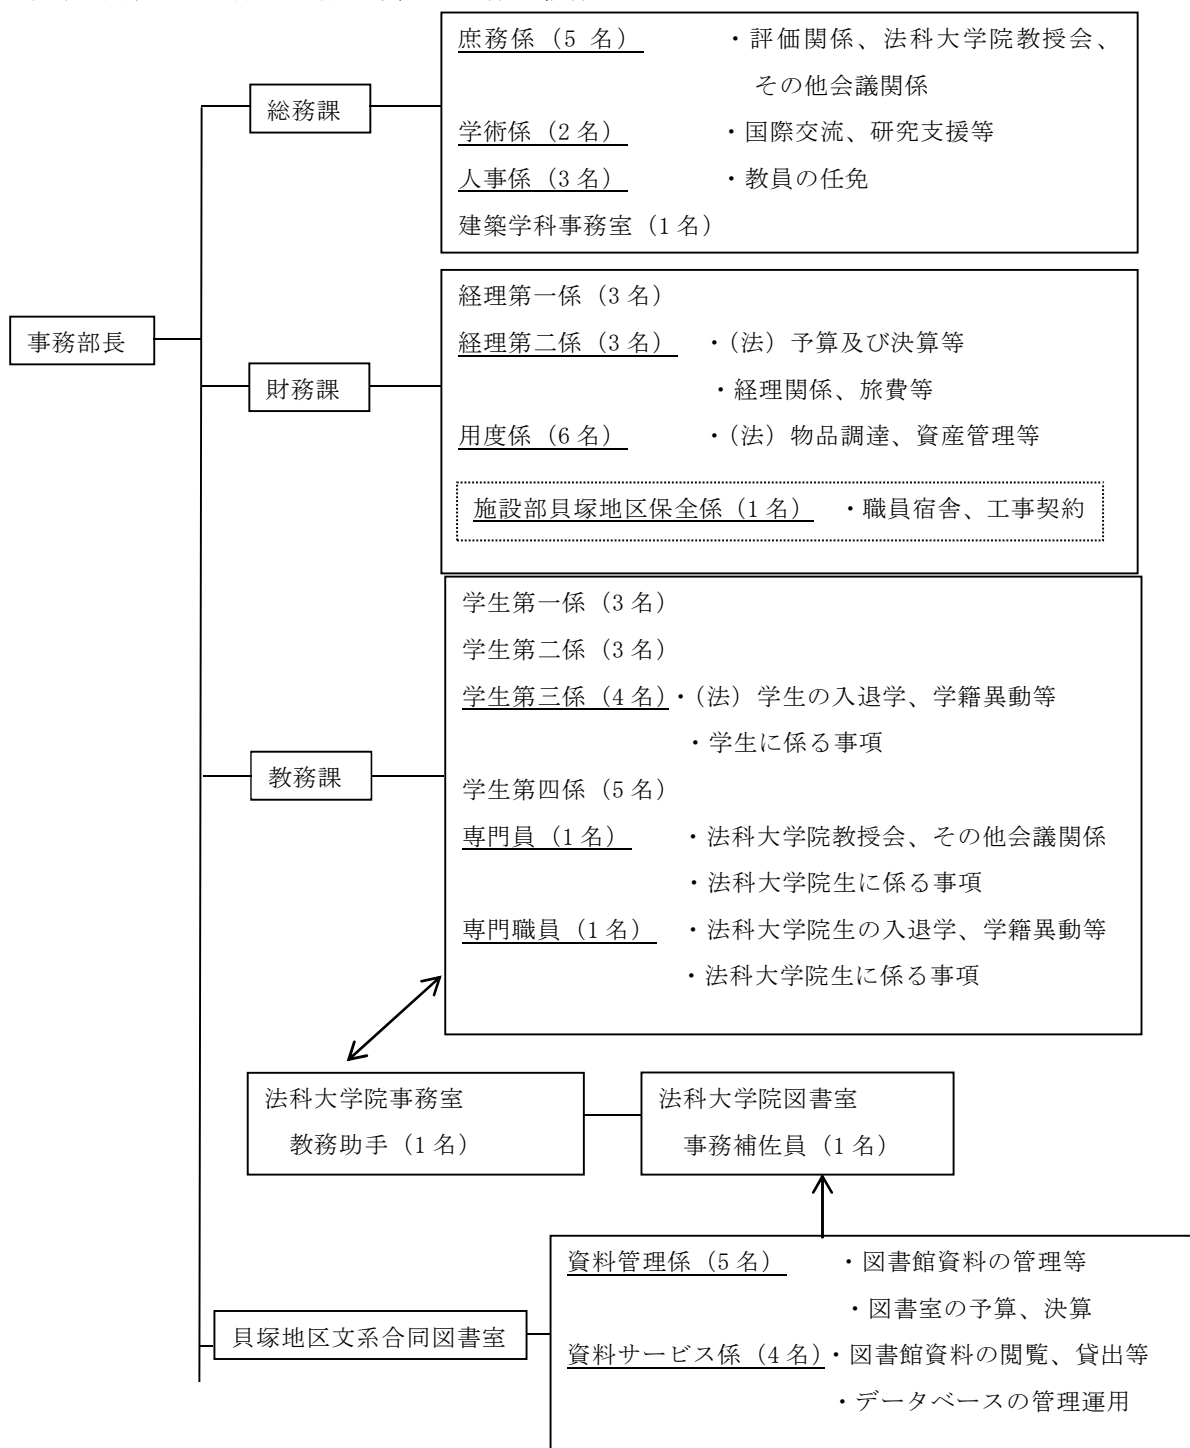 庶務係（5 名） ・評価関係、法科大学院教授会、
その他会議関係
総務課
学術係（2 名） ・国際交流、研究支援等
人事係（3 名） ・教員の任免
建築学科事務室（1 名）
経理第一係（3 名）
事務部長
経理第二係（3 名） ・（法）予算及び決算等
財務課
・経理関係、旅費等
用度係（6 名） ・（法）物品調達、資産管理等
施設部貝塚地区保全係（1 名） ・職員宿舎、工事契約
学生第一係（3 名）
学生第二係（3 名）
学生第三係（4 名）・（法）学生の入退学、学籍異動等
・学生に係る事項
教務課
学生第四係（5 名）
専門員（1 名） ・法科大学院教授会、その他会議関係
・法科大学院生に係る事項
専門職員（1 名） ・法科大学院生の入退学、学籍異動等
・法科大学院生に係る事項
法科大学院事務室
教務助手（1 名）
法科大学院図書室
事務補佐員（1 名）
資料管理係（5 名） ・図書館資料の管理等
・図書室の予算、決算
貝塚地区文系合同図書室
資料サービス係（4 名）・図書館資料の閲覧、貸出等
・データベースの管理運用